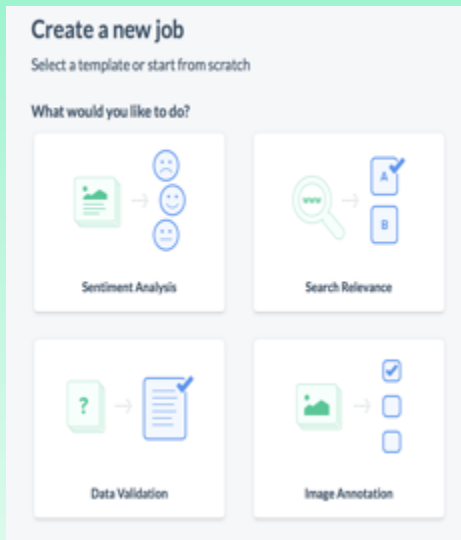 Create a new job
Select a template or start from scratch
What would you like to do?
Sentiment Analysis
www
A
B
Search Relevance
?
Data Validation
Image Annotation